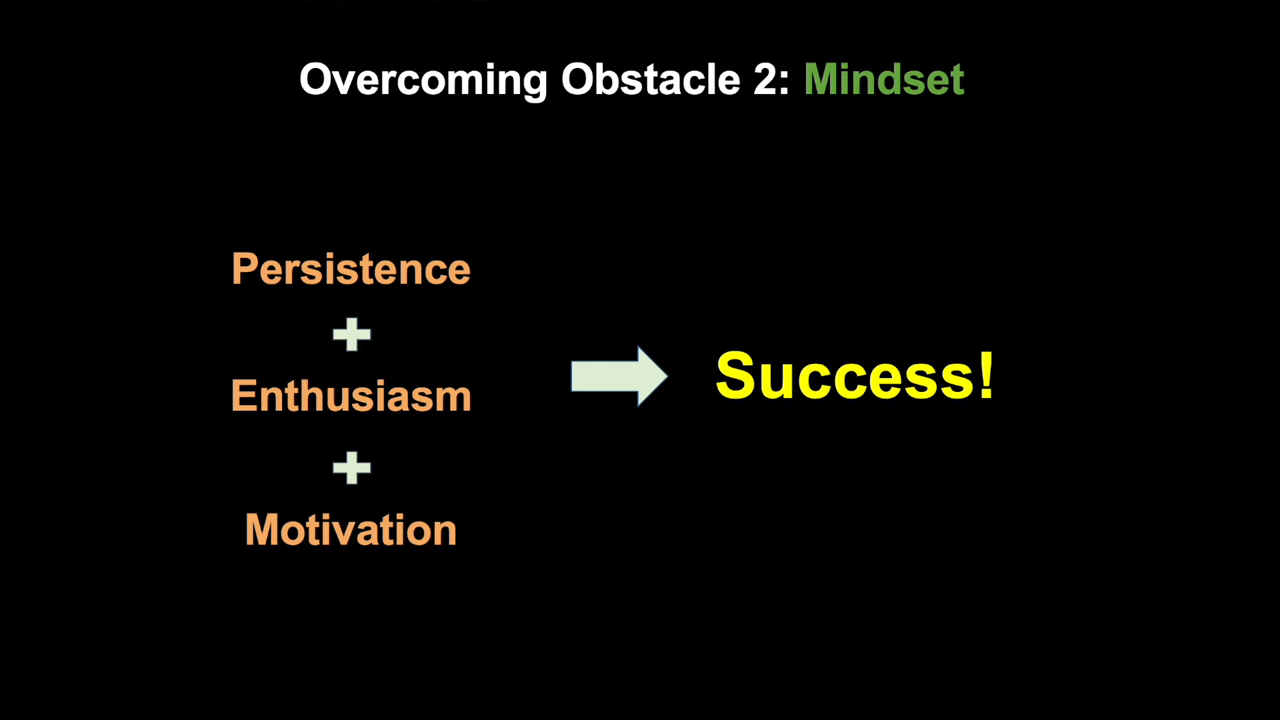 Overcoming Obstacle 2: Mindset
Persistence
+
Enthusiasm
+
Motivation
Success!